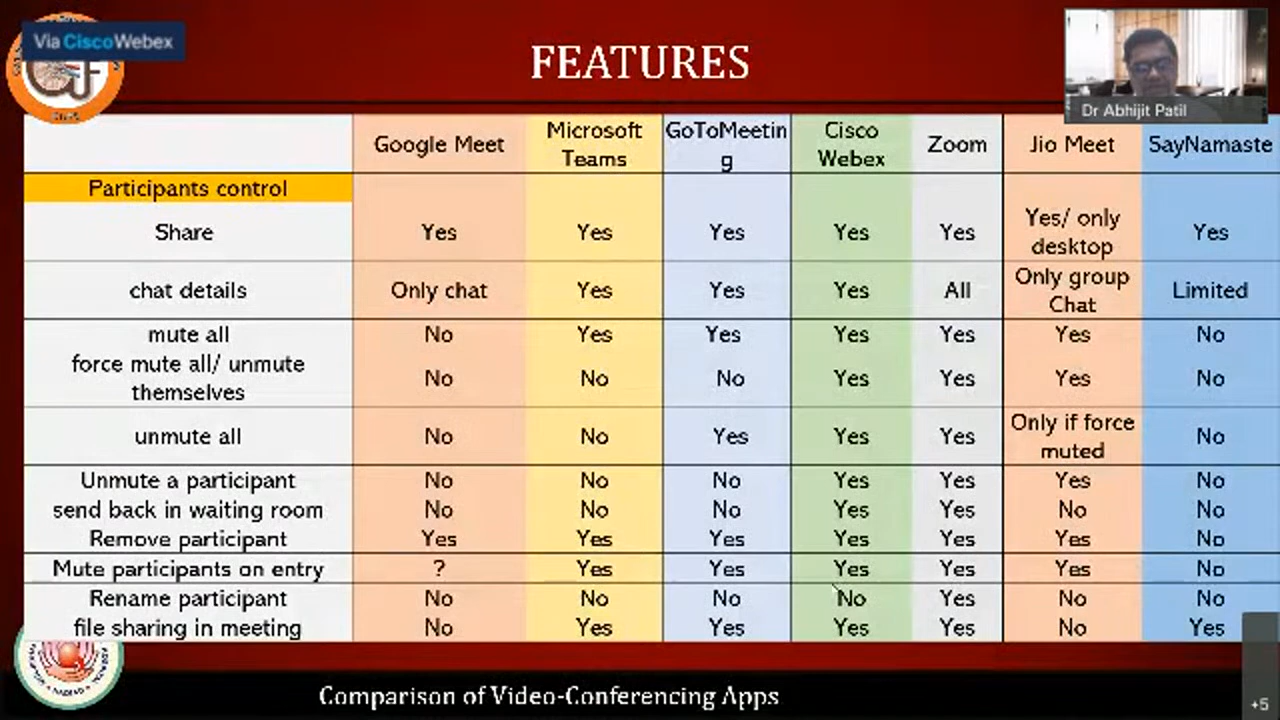 Via Cisco Webex
FEATURES
Dr Abhijit Patil
Google Meet
Microsoft
Teams
GoToMeetin
g
Cisco
Webex
Zoom
Jio Meet
SayNamaste
Participants control
Share Yes Yes Yes Yes Yes Yes/ only desktop Yes
chat details Only chat Yes Yes Yes All Only group Chat Limited
mute all No Yes Yes Yes Yes Yes No
force mute all/ unmute themselves No No No Yes Yes Yes No
unmute all No No Yes Yes Yes Only if force muted No
Unmute a participant No No No Yes Yes Yes No
send back in waiting room No No No Yes Yes No No
Remove participant Yes Yes Yes Yes Yes Yes No
Mute participants on entry ? Yes Yes Yes Yes Yes No
Rename participant No No No No Yes No No
file sharing in meeting No Yes Yes Yes Yes No Yes
Comparison of Video-Conferencing Apps
+5